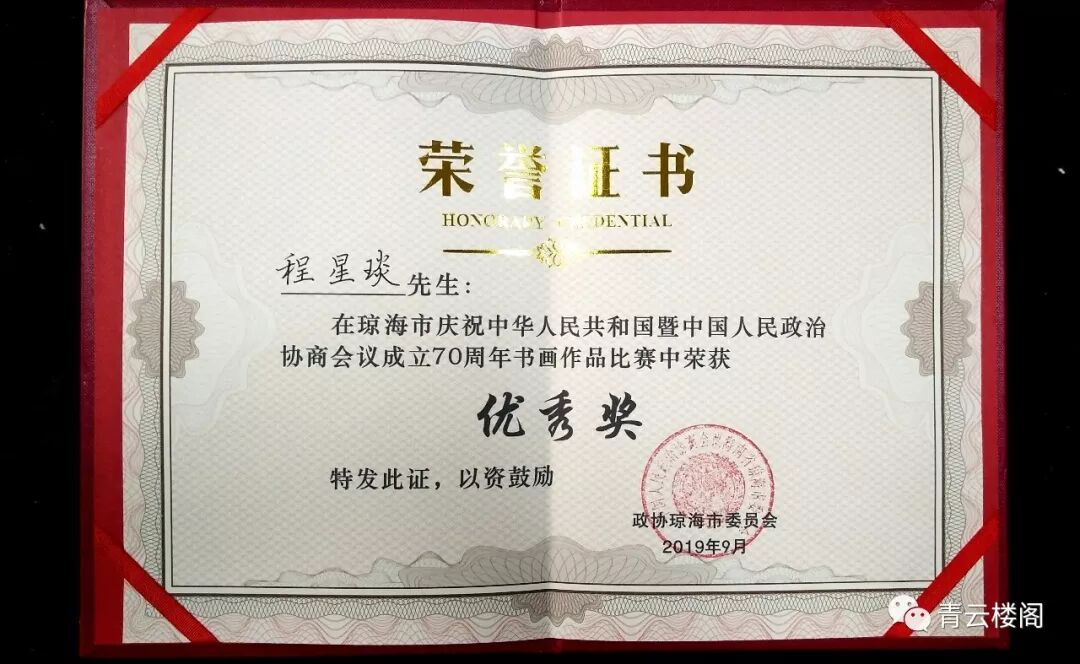 荣誉证书
HONORARY CREDENTIAL
程星琰先生:
在琼海市庆祝中华人民共和国暨中国人民政治
协商会议成立70周年书画作品比赛中荣获
优秀奖
特发此证，以资鼓励
政协琼海市委员会
2019年9月
青云楼阁